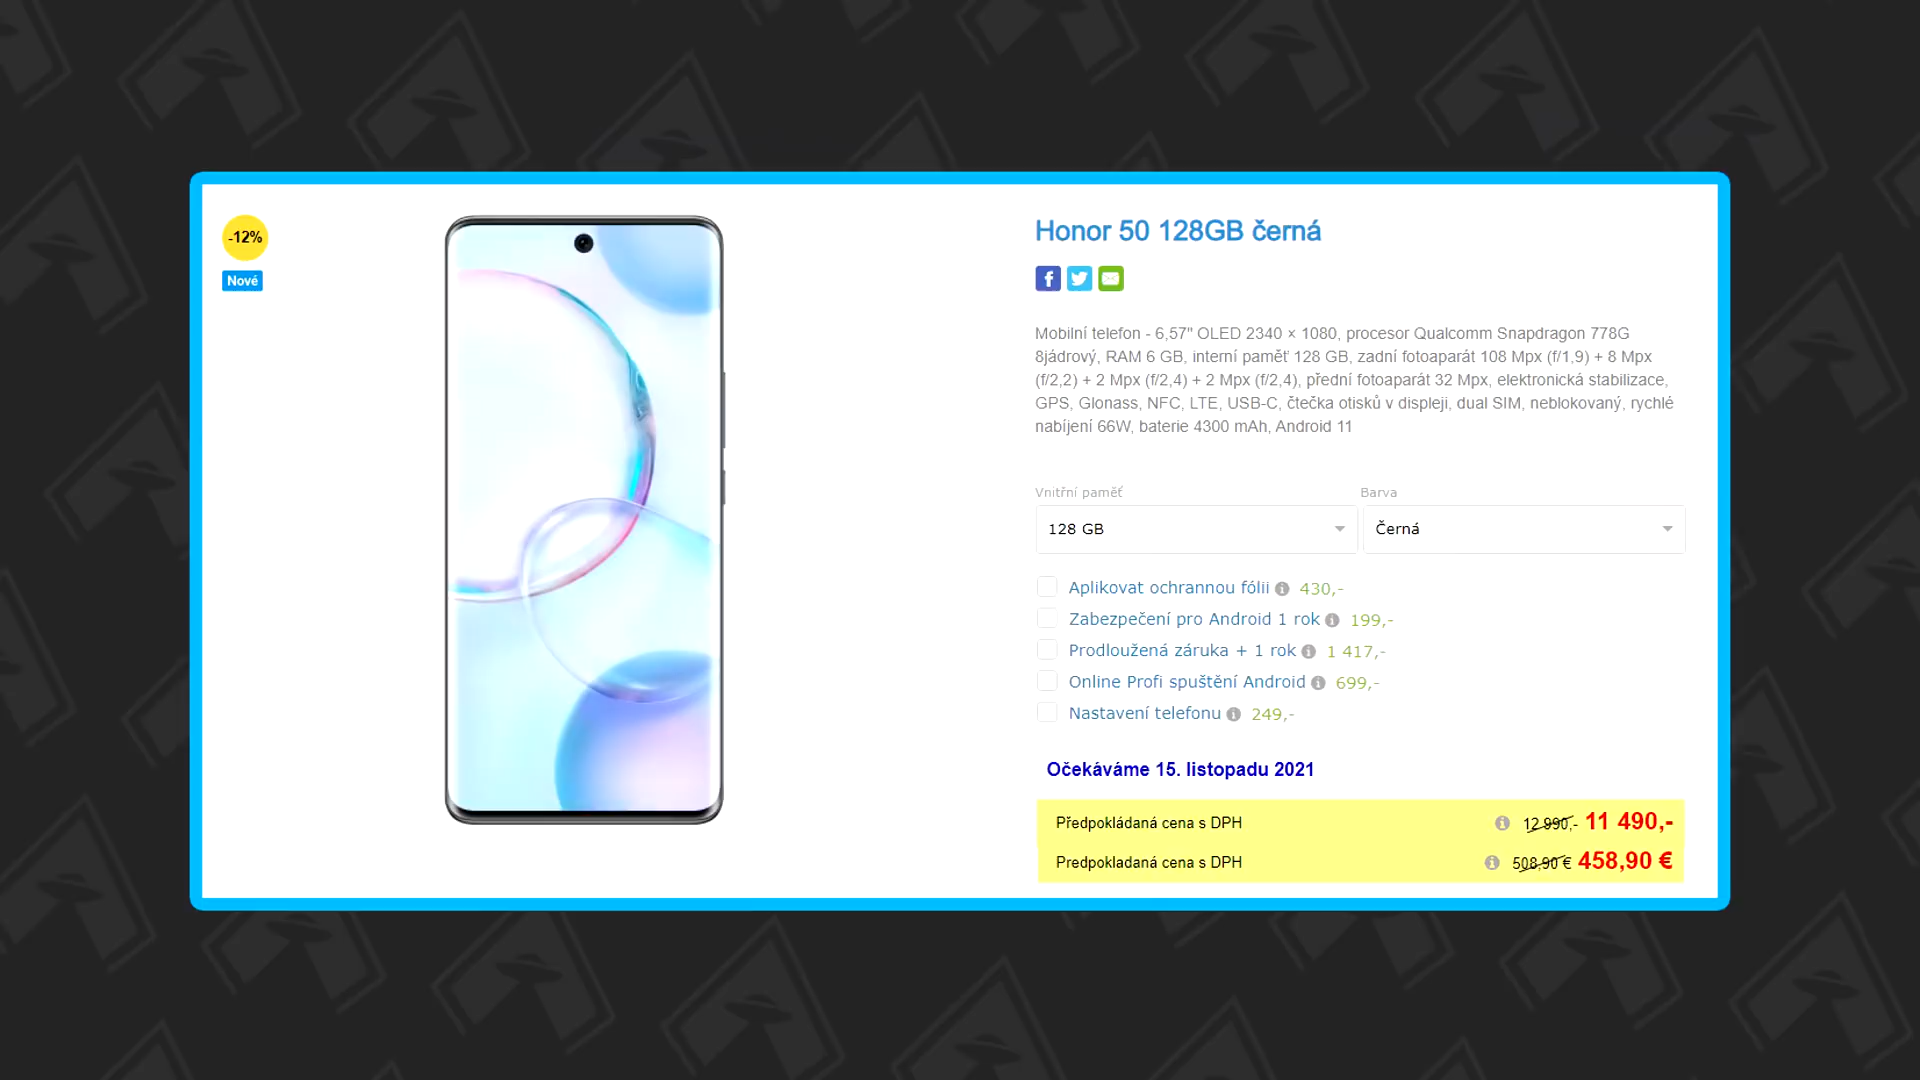 -12%
Nové
Honor 50 128GB černá
Mobilní telefon - 6,57" OLED 2340 × 1080, procesor Qualcomm Snapdragon 778G
8jádrový, RAM 6 GB, interní paměť 128 GB, zadní fotoaparát 108 Mpx (f/1,9) + 8 Mpx
(f/2,2) + 2 Mpx (f/2,4) + 2 Mpx (f/2,4), přední fotoaparát 32 Mpx, elektronická stabilizace,
GPS, Glonass, NFC, LTE, USB-C, čtečka otisků v displeji, dual SIM, neblokovaný, rychlé
nabíjení 66W, baterie 4300 mAh, Android 11
Vnitřní paměť Barva
128 GB Černá
Aplikovat ochrannou fólii 430,-
Zabezpečení pro Android 1 rok 199,-
Prodloužená záruka + 1 rok 1 417,-
Online Profi spuštění Android 699,-
Nastavení telefonu 249,-
Očekáváme 15. listopadu 2021
Předpokládaná cena s DPH 12 990,- 11 490,-
Predpokladaná cena s DPH 508,90 € 458,90 €